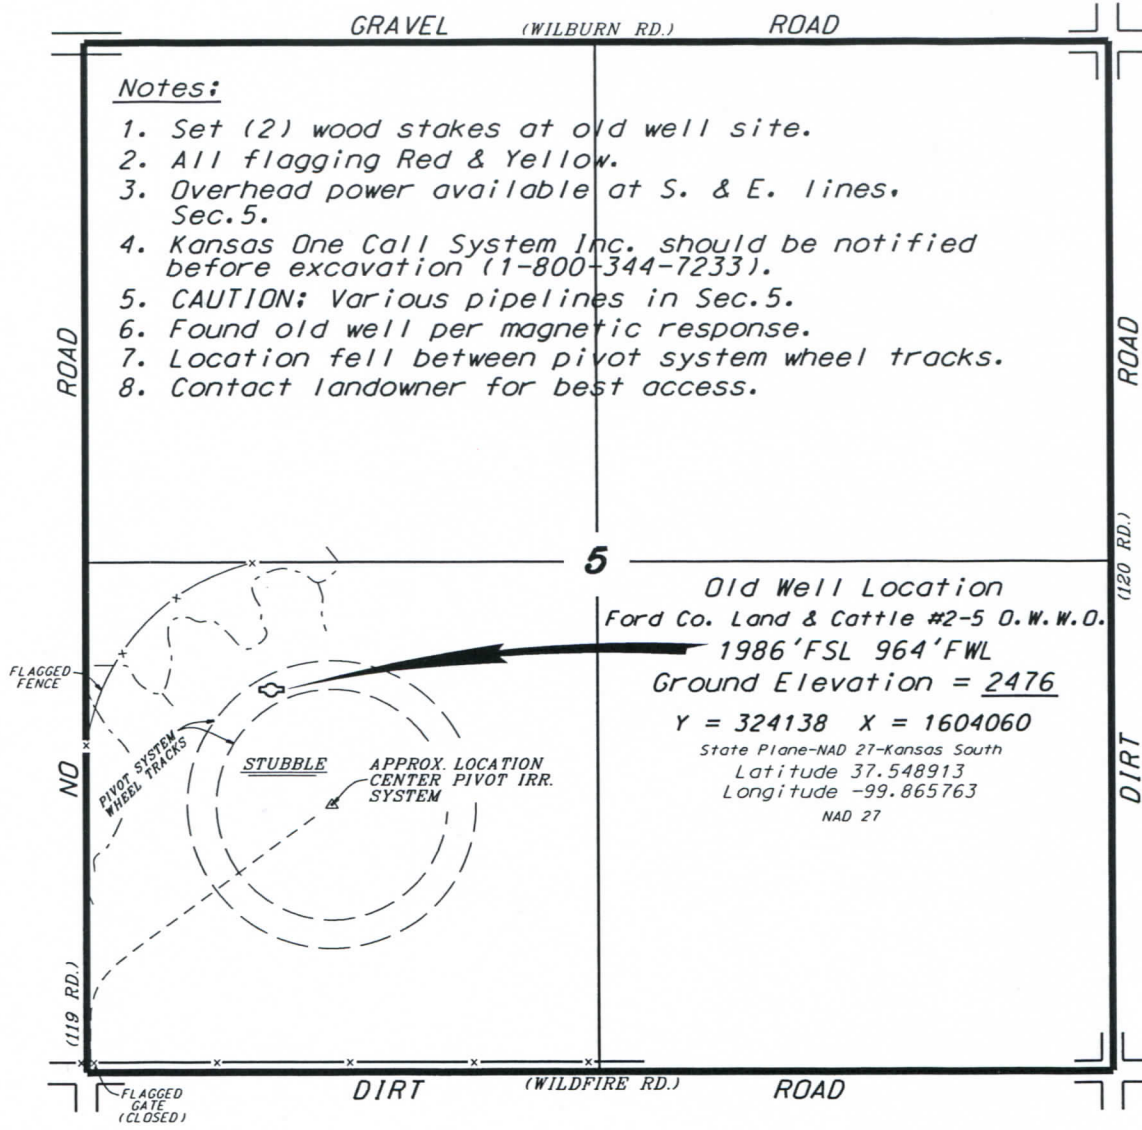 GRAVEL (WILBURN RD.) ROAD
Notes:
1. Set (2) wood stakes at old well site.
2. All flagging Red & Yellow.
3. Overhead power available at S. & E. lines,
Sec.5.
4. Kansas One Call System Inc. should be notified
before excavation (1-800-344-7233).
5. CAUTION: Various pipelines in Sec.5.
6. Found old well per magnetic response.
7. Location fell between pivot system wheel tracks.
8. Contact landowner for best access.
NO ROAD
(119 RD.)
DIRT ROAD
(120 RD.)
5
Old Well Location
Ford Co. Land & Cattle #2-5 O.W.W.O.
1986'FSL 964'FWL
Ground Elevation = 2476
Y = 324138 X = 1604060
State Plane-NAD 27-Kansas South
Latitude 37.548913
Longitude -99.865763
NAD 27
FLAGGED
FENCE
PIVOT SYSTEM
WHEEL TRACKS
STUBBLE
APPROX. LOCATION
CENTER PIVOT IRR.
SYSTEM
FLAGGED
GATE
(CLOSED)
DIRT (WILDFIRE RD.) ROAD